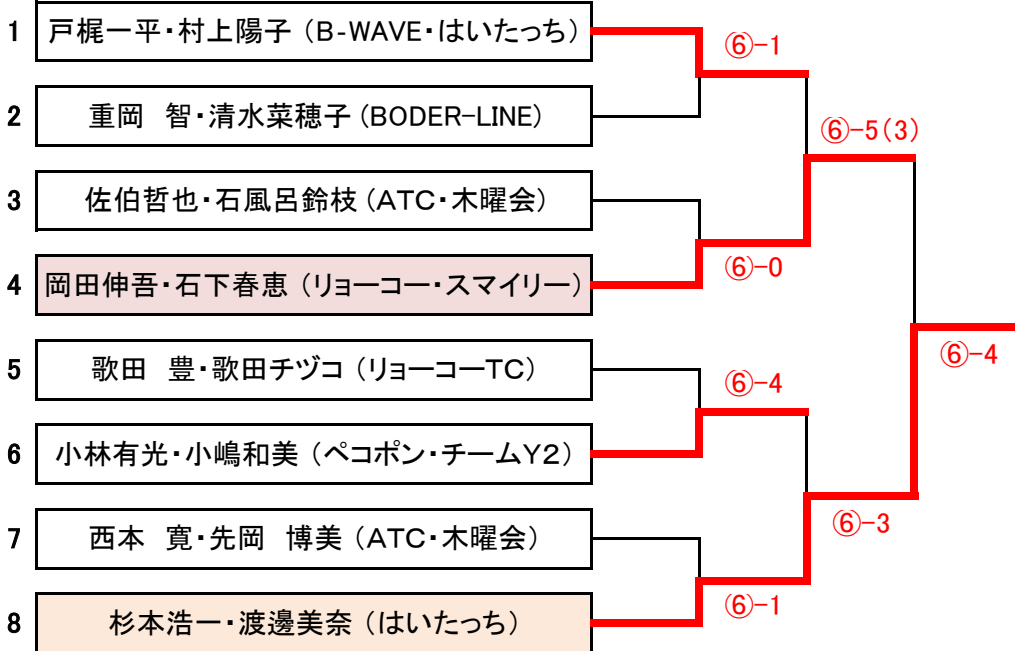 1 戸梶一平・村上陽子 (B-WAVE・はいたっち)
⑥-1
2 重岡 智・清水菜穂子 (BODER-LINE)
⑥-5(3)
3 佐伯哲也・石風呂鈴枝 (ATC・木曜会)
⑥-0
4 岡田伸吾・石下春恵 (リョーコー・スマイリー)
⑥-4
5 歌田 豊・歌田チヅコ (リョーコーTC)
⑥-4
6 小林有光・小嶋和美 (ペコポン・チームY2)
⑥-3
7 西本 寛・先岡 博美 (ATC・木曜会)
⑥-1
8 杉本浩一・渡邊美奈 (はいたっち)